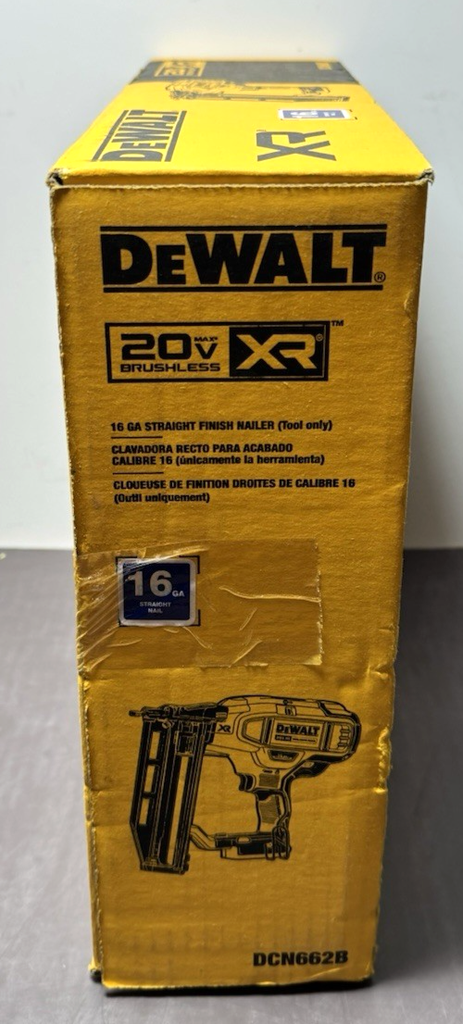 DEWALT
XR
DEWALT®
20V MAX* XR®™
BRUSHLESS
16 GA STRAIGHT FINISH NAILER (Tool only)
CLAVADORA RECTO PARA ACABADO
CALIBRE 16 (únicamente la herramienta)
CLOUEUSE DE FINITION DROITES DE CALIBRE 16
(Outil uniquement)
16 GA
STRAIGHT
NAIL
XR
DEWALT
DCN662B